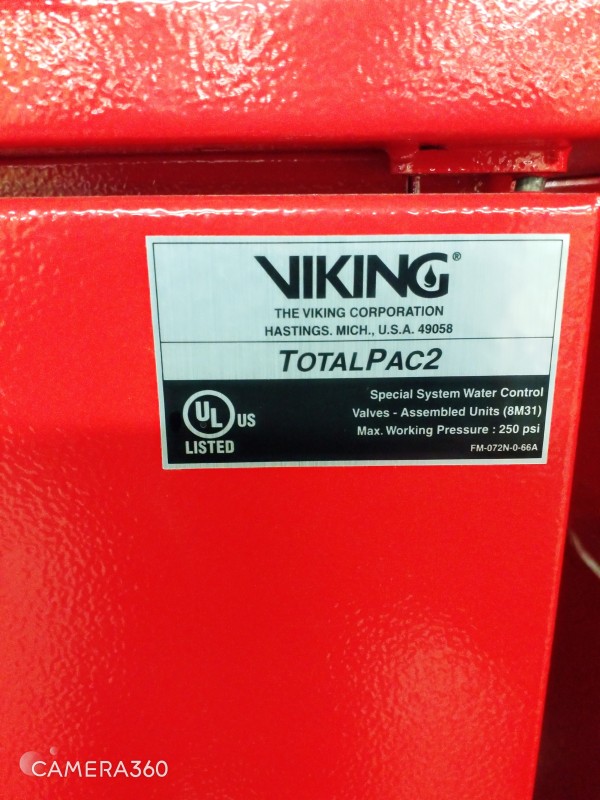 VIKING®
THE VIKING CORPORATION
HASTINGS. MICH., U.S.A. 49058
TOTALPAC2
Special System Water Control
Valves - Assembled Units (8M31)
Max. Working Pressure : 250 psi
FM-072N-0-66A
UL US
LISTED
CAMERA360